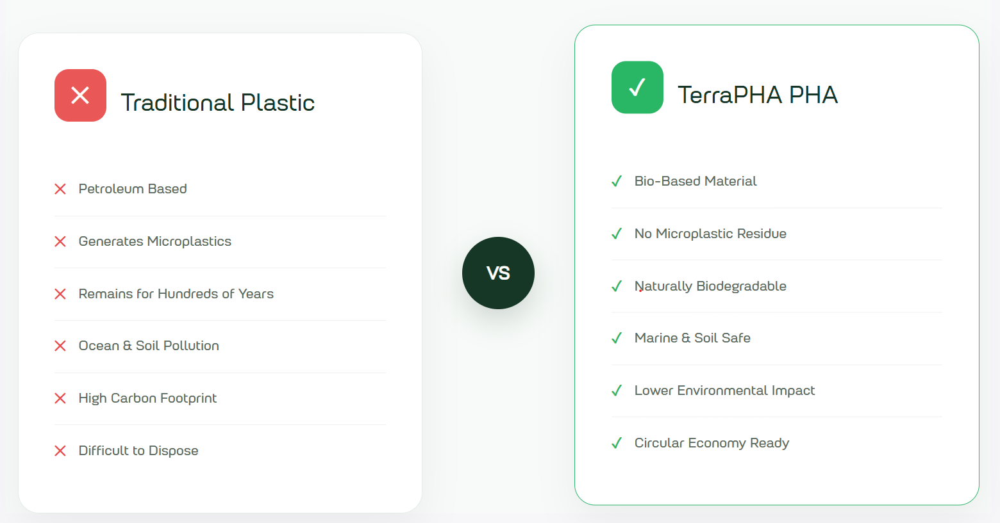 Traditional Plastic
Petroleum Based
Generates Microplastics
Remains for Hundreds of Years
Ocean & Soil Pollution
High Carbon Footprint
Difficult to Dispose
VS
TerraPHA PHA
Bio-Based Material
No Microplastic Residue
Naturally Biodegradable
Marine & Soil Safe
Lower Environmental Impact
Circular Economy Ready